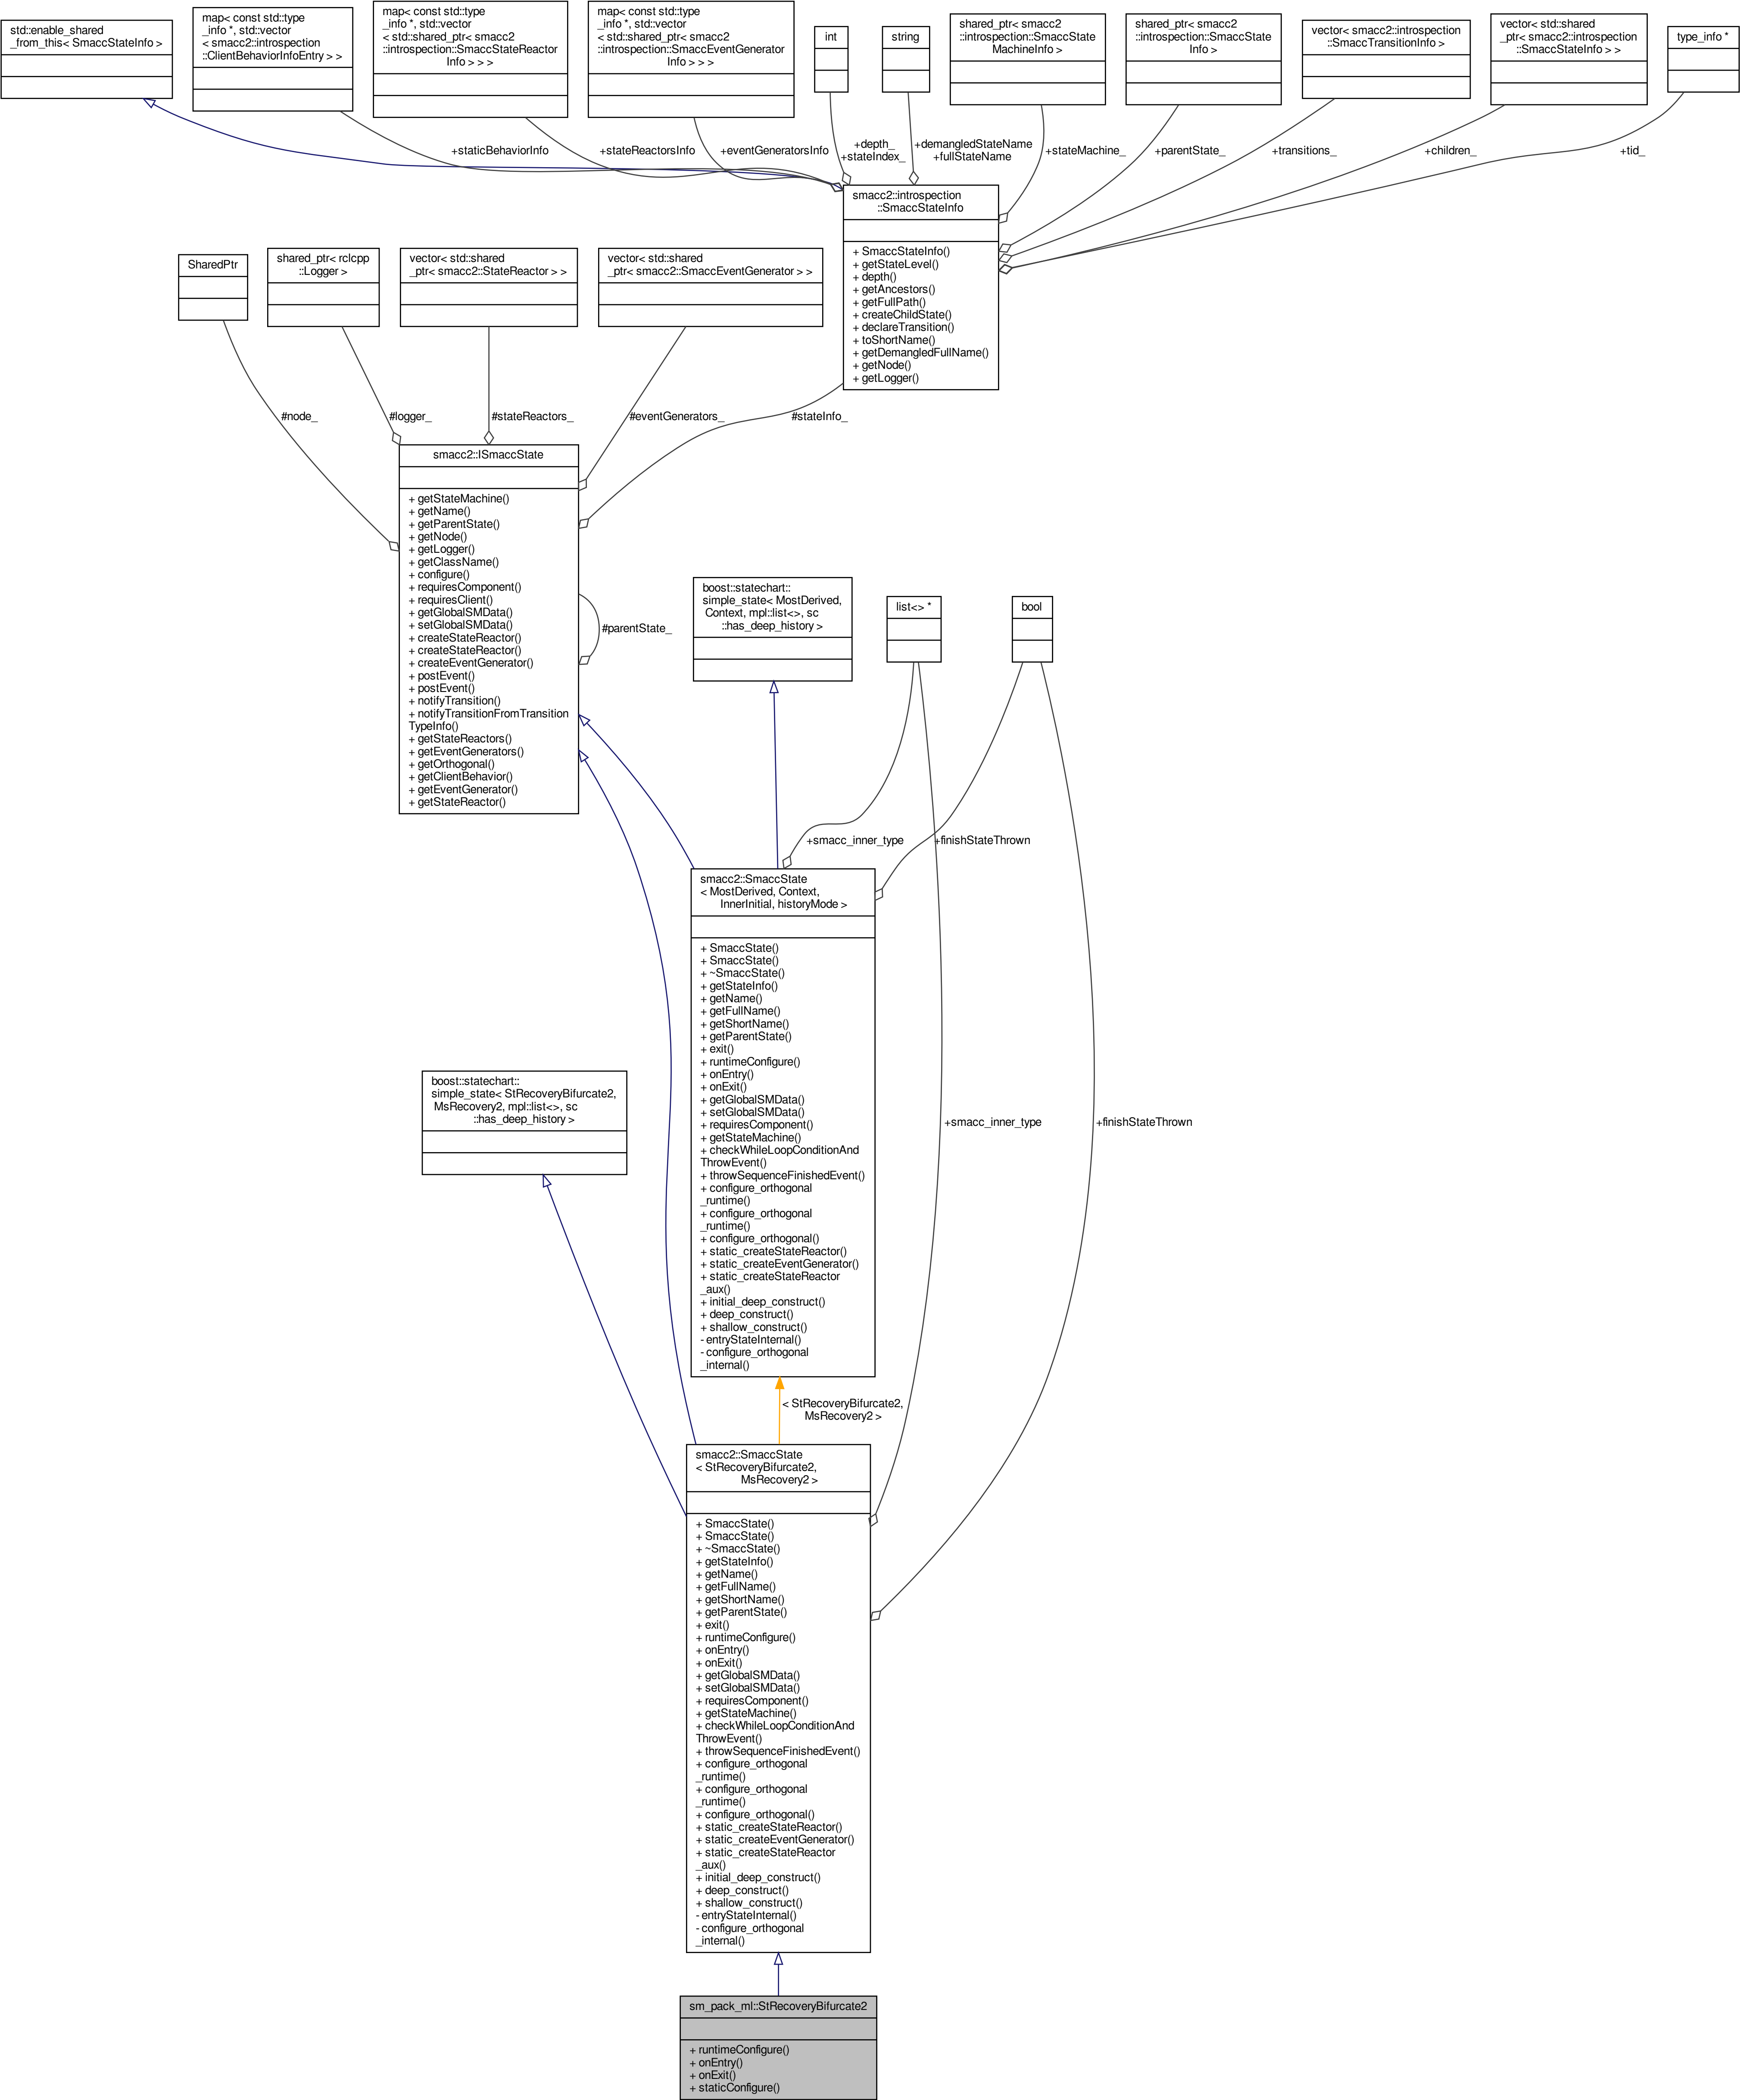 std::enable_shared
_from_this< SmaccStateInfo >
map< const std::type
_info *, std::vector
< smacc2::introspection
::ClientBehaviorInfoEntry > >
map< const std::type
_info *, std::vector
< std::shared_ptr< smacc2
::introspection::SmaccStateReactor
Info > > >
map< const std::type
_info *, std::vector
< std::shared_ptr< smacc2
::introspection::SmaccEventGenerator
Info > > >
int
string
shared_ptr< smacc2
::introspection::SmaccState
MachineInfo >
shared_ptr< smacc2
::introspection::SmaccState
Info >
vector< smacc2::introspection
::SmaccTransitionInfo >
vector< std::shared
_ptr< smacc2::introspection
::SmaccStateInfo > >
type_info *
+staticBehaviorInfo
+stateReactorsInfo
+eventGeneratorsInfo
+depth_
+stateIndex_
+demangledStateName
+fullStateName
+stateMachine_
+parentState_
+transitions_
+children_
+tid_
smacc2::introspection
::SmaccStateInfo
+ SmaccStateInfo()
+ getStateLevel()
+ depth()
+ getAncestors()
+ getFullPath()
+ createChildState()
+ declareTransition()
+ toShortName()
+ getDemangledFullName()
+ getNode()
+ getLogger()
SharedPtr
shared_ptr< rclcpp
::Logger >
vector< std::shared
_ptr< smacc2::StateReactor > >
vector< std::shared
_ptr< smacc2::SmaccEventGenerator > >
#node_
#logger_
#stateReactors_
#eventGenerators_
#stateInfo_
smacc2::ISmaccState
+ getStateMachine()
+ getName()
+ getParentState()
+ getNode()
+ getLogger()
+ getClassName()
+ configure()
+ requiresComponent()
+ requiresClient()
+ getGlobalSMData()
+ setGlobalSMData()
+ createStateReactor()
+ createStateReactor()
+ createEventGenerator()
+ postEvent()
+ postEvent()
+ notifyTransition()
+ notifyTransitionFromTransition
TypeInfo()
+ getStateReactors()
+ getEventGenerators()
+ getOrthogonal()
+ getClientBehavior()
+ getEventGenerator()
+ getStateReactor()
#parentState_
boost::statechart::
simple_state< MostDerived,
Context, mpl::list<>, sc
::has_deep_history >
list<> *
bool
+smacc_inner_type
+finishStateThrown
smacc2::SmaccState
< MostDerived, Context,
InnerInitial, historyMode >
+ SmaccState()
+ SmaccState()
+ ~SmaccState()
+ getStateInfo()
+ getName()
+ getFullName()
+ getShortName()
+ getParentState()
+ exit()
+ runtimeConfigure()
+ onEntry()
+ onExit()
+ getGlobalSMData()
+ setGlobalSMData()
+ requiresComponent()
+ getStateMachine()
+ checkWhileLoopConditionAnd
ThrowEvent()
+ throwSequenceFinishedEvent()
+ configure_orthogonal
_runtime()
+ configure_orthogonal
_runtime()
+ configure_orthogonal()
+ static_createStateReactor()
+ static_createEventGenerator()
+ static_createStateReactor
_aux()
+ initial_deep_construct()
+ deep_construct()
+ shallow_construct()
- entryStateInternal()
- configure_orthogonal
_internal()
boost::statechart::
simple_state< StRecoveryBifurcate2,
MsRecovery2, mpl::list<>, sc
::has_deep_history >
+smacc_inner_type
+finishStateThrown
< StRecoveryBifurcate2,
MsRecovery2 >
smacc2::SmaccState
< StRecoveryBifurcate2,
MsRecovery2 >
+ SmaccState()
+ SmaccState()
+ ~SmaccState()
+ getStateInfo()
+ getName()
+ getFullName()
+ getShortName()
+ getParentState()
+ exit()
+ runtimeConfigure()
+ onEntry()
+ onExit()
+ getGlobalSMData()
+ setGlobalSMData()
+ requiresComponent()
+ getStateMachine()
+ checkWhileLoopConditionAnd
ThrowEvent()
+ throwSequenceFinishedEvent()
+ configure_orthogonal
_runtime()
+ configure_orthogonal
_runtime()
+ configure_orthogonal()
+ static_createStateReactor()
+ static_createEventGenerator()
+ static_createStateReactor
_aux()
+ initial_deep_construct()
+ deep_construct()
+ shallow_construct()
- entryStateInternal()
- configure_orthogonal
_internal()
sm_pack_ml::StRecoveryBifurcate2
+ runtimeConfigure()
+ onEntry()
+ onExit()
+ staticConfigure()